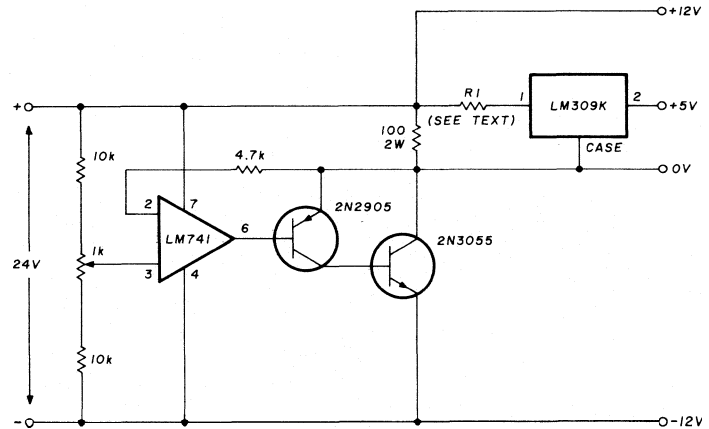 +12V
+
R1
(SEE TEXT)
1
LM309K
2
+5V
CASE
100
2W
10k
4.7k
0V
2
7
LM741
6
2N2905
2N3055
24V
1k
3
4
10k
-
-12V